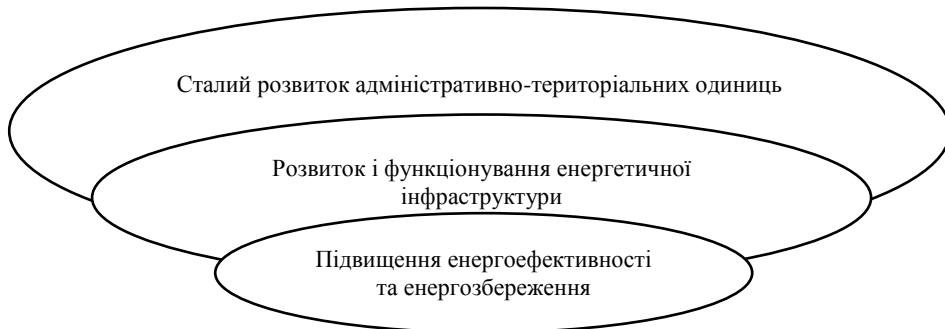 Сталий розвиток адміністративно-територіальних одиниць
Розвиток і функціонування енергетичної
інфраструктури
Підвищення енергоефективності
та енергозбереження